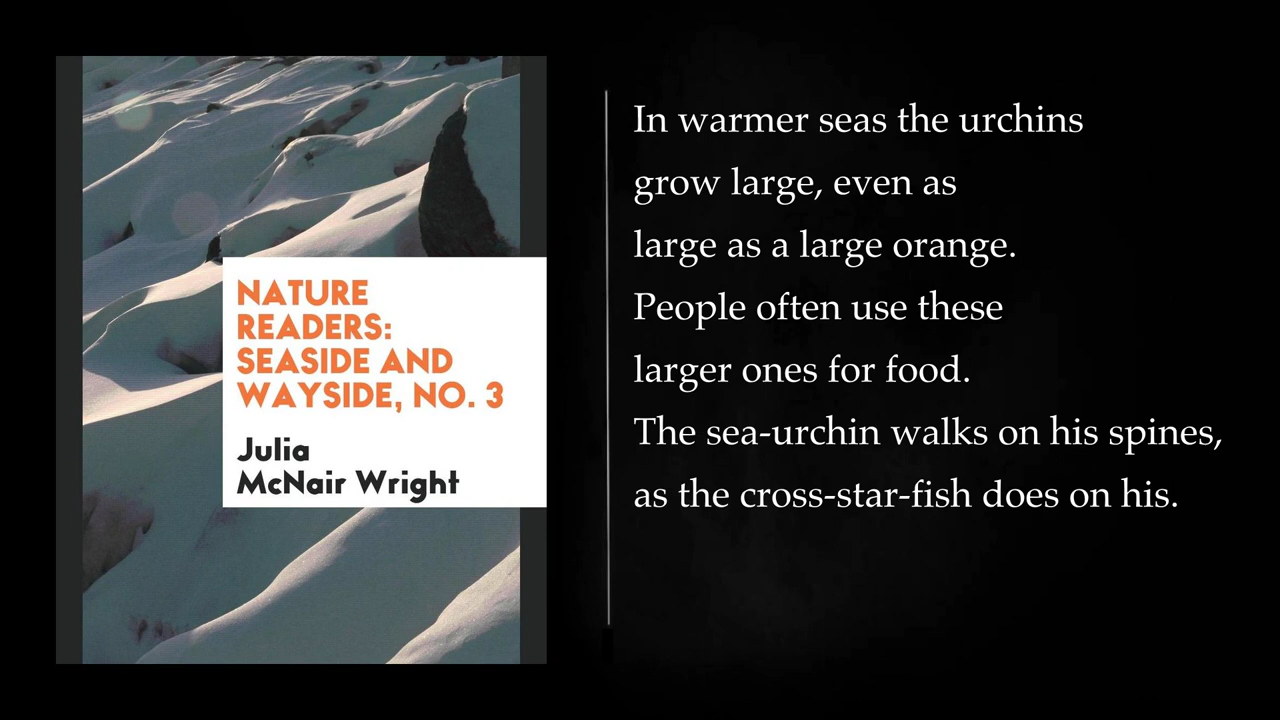 NATURE
READERS:
SEASIDE AND
WAYSIDE, NO. 3
Julia
McNair Wright
In warmer seas the urchins
grow large, even as
large as a large orange.
People often use these
larger ones for food.
The sea-urchin walks on his spines,
as the cross-star-fish does on his.